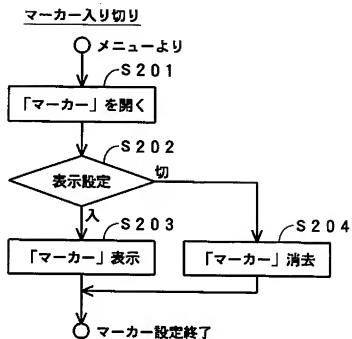 マーカー入り切り
メニューより
S201
「マーカー」を開く
S202
表示設定
切
入
S203
「マーカー」表示
S204
「マーカー」消去
マーカー設定終了